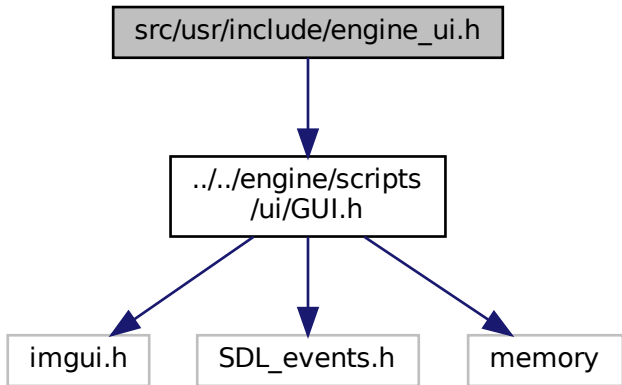 src/usr/include/engine_ui.h
../../engine/scripts
/ui/GUI.h
imgui.h
SDL_events.h
memory